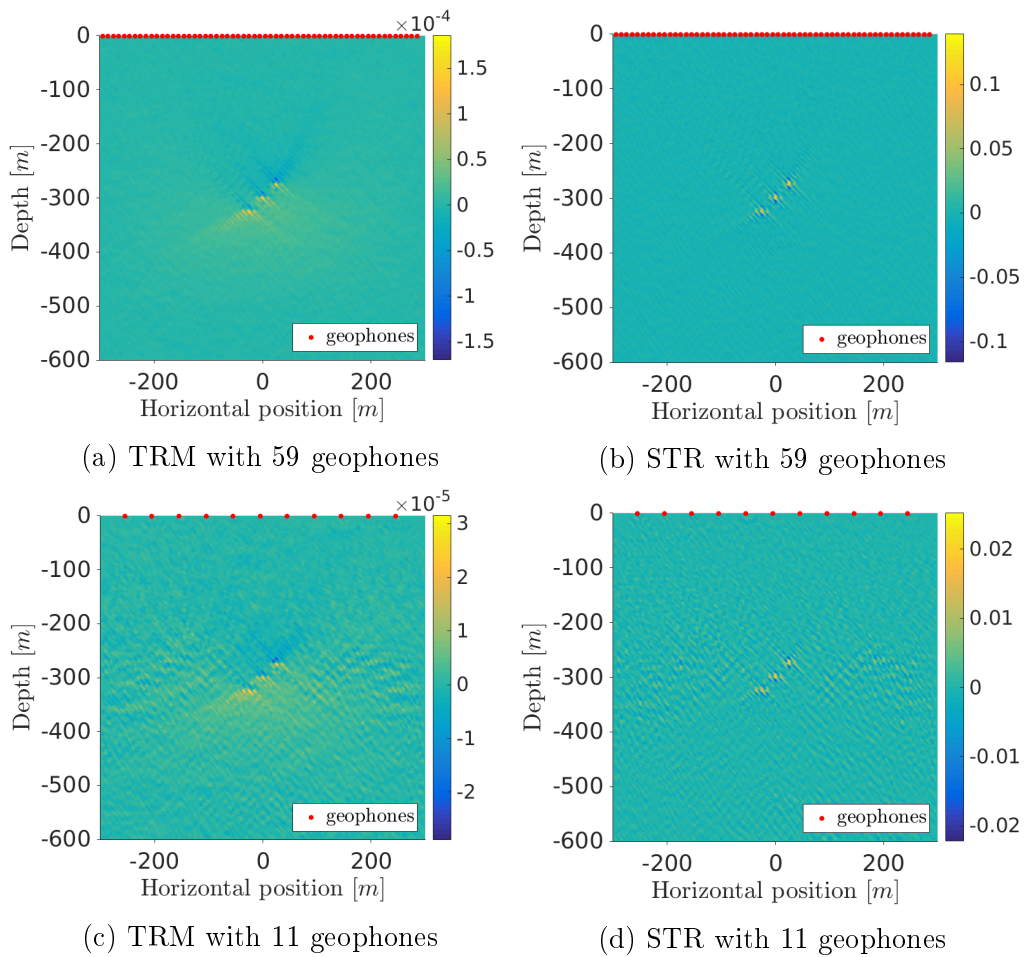 ×10-4
0
-100
-200
-300
-400
-500
-600
Depth [m]
-200 0 200
Horizontal position [m]
geophones
1.5
1
0.5
0
-0.5
-1
-1.5
(a) TRM with 59 geophones
0
-100
-200
-300
-400
-500
-600
Depth [m]
-200 0 200
Horizontal position [m]
geophones
0.1
0.05
0
-0.05
-0.1
(b) STR with 59 geophones
×10-5
0
-100
-200
-300
-400
-500
-600
Depth [m]
-200 0 200
Horizontal position [m]
geophones
3
2
1
0
-1
-2
(c) TRM with 11 geophones
0
-100
-200
-300
-400
-500
-600
Depth [m]
-200 0 200
Horizontal position [m]
geophones
0.02
0.01
0
-0.01
-0.02
(d) STR with 11 geophones